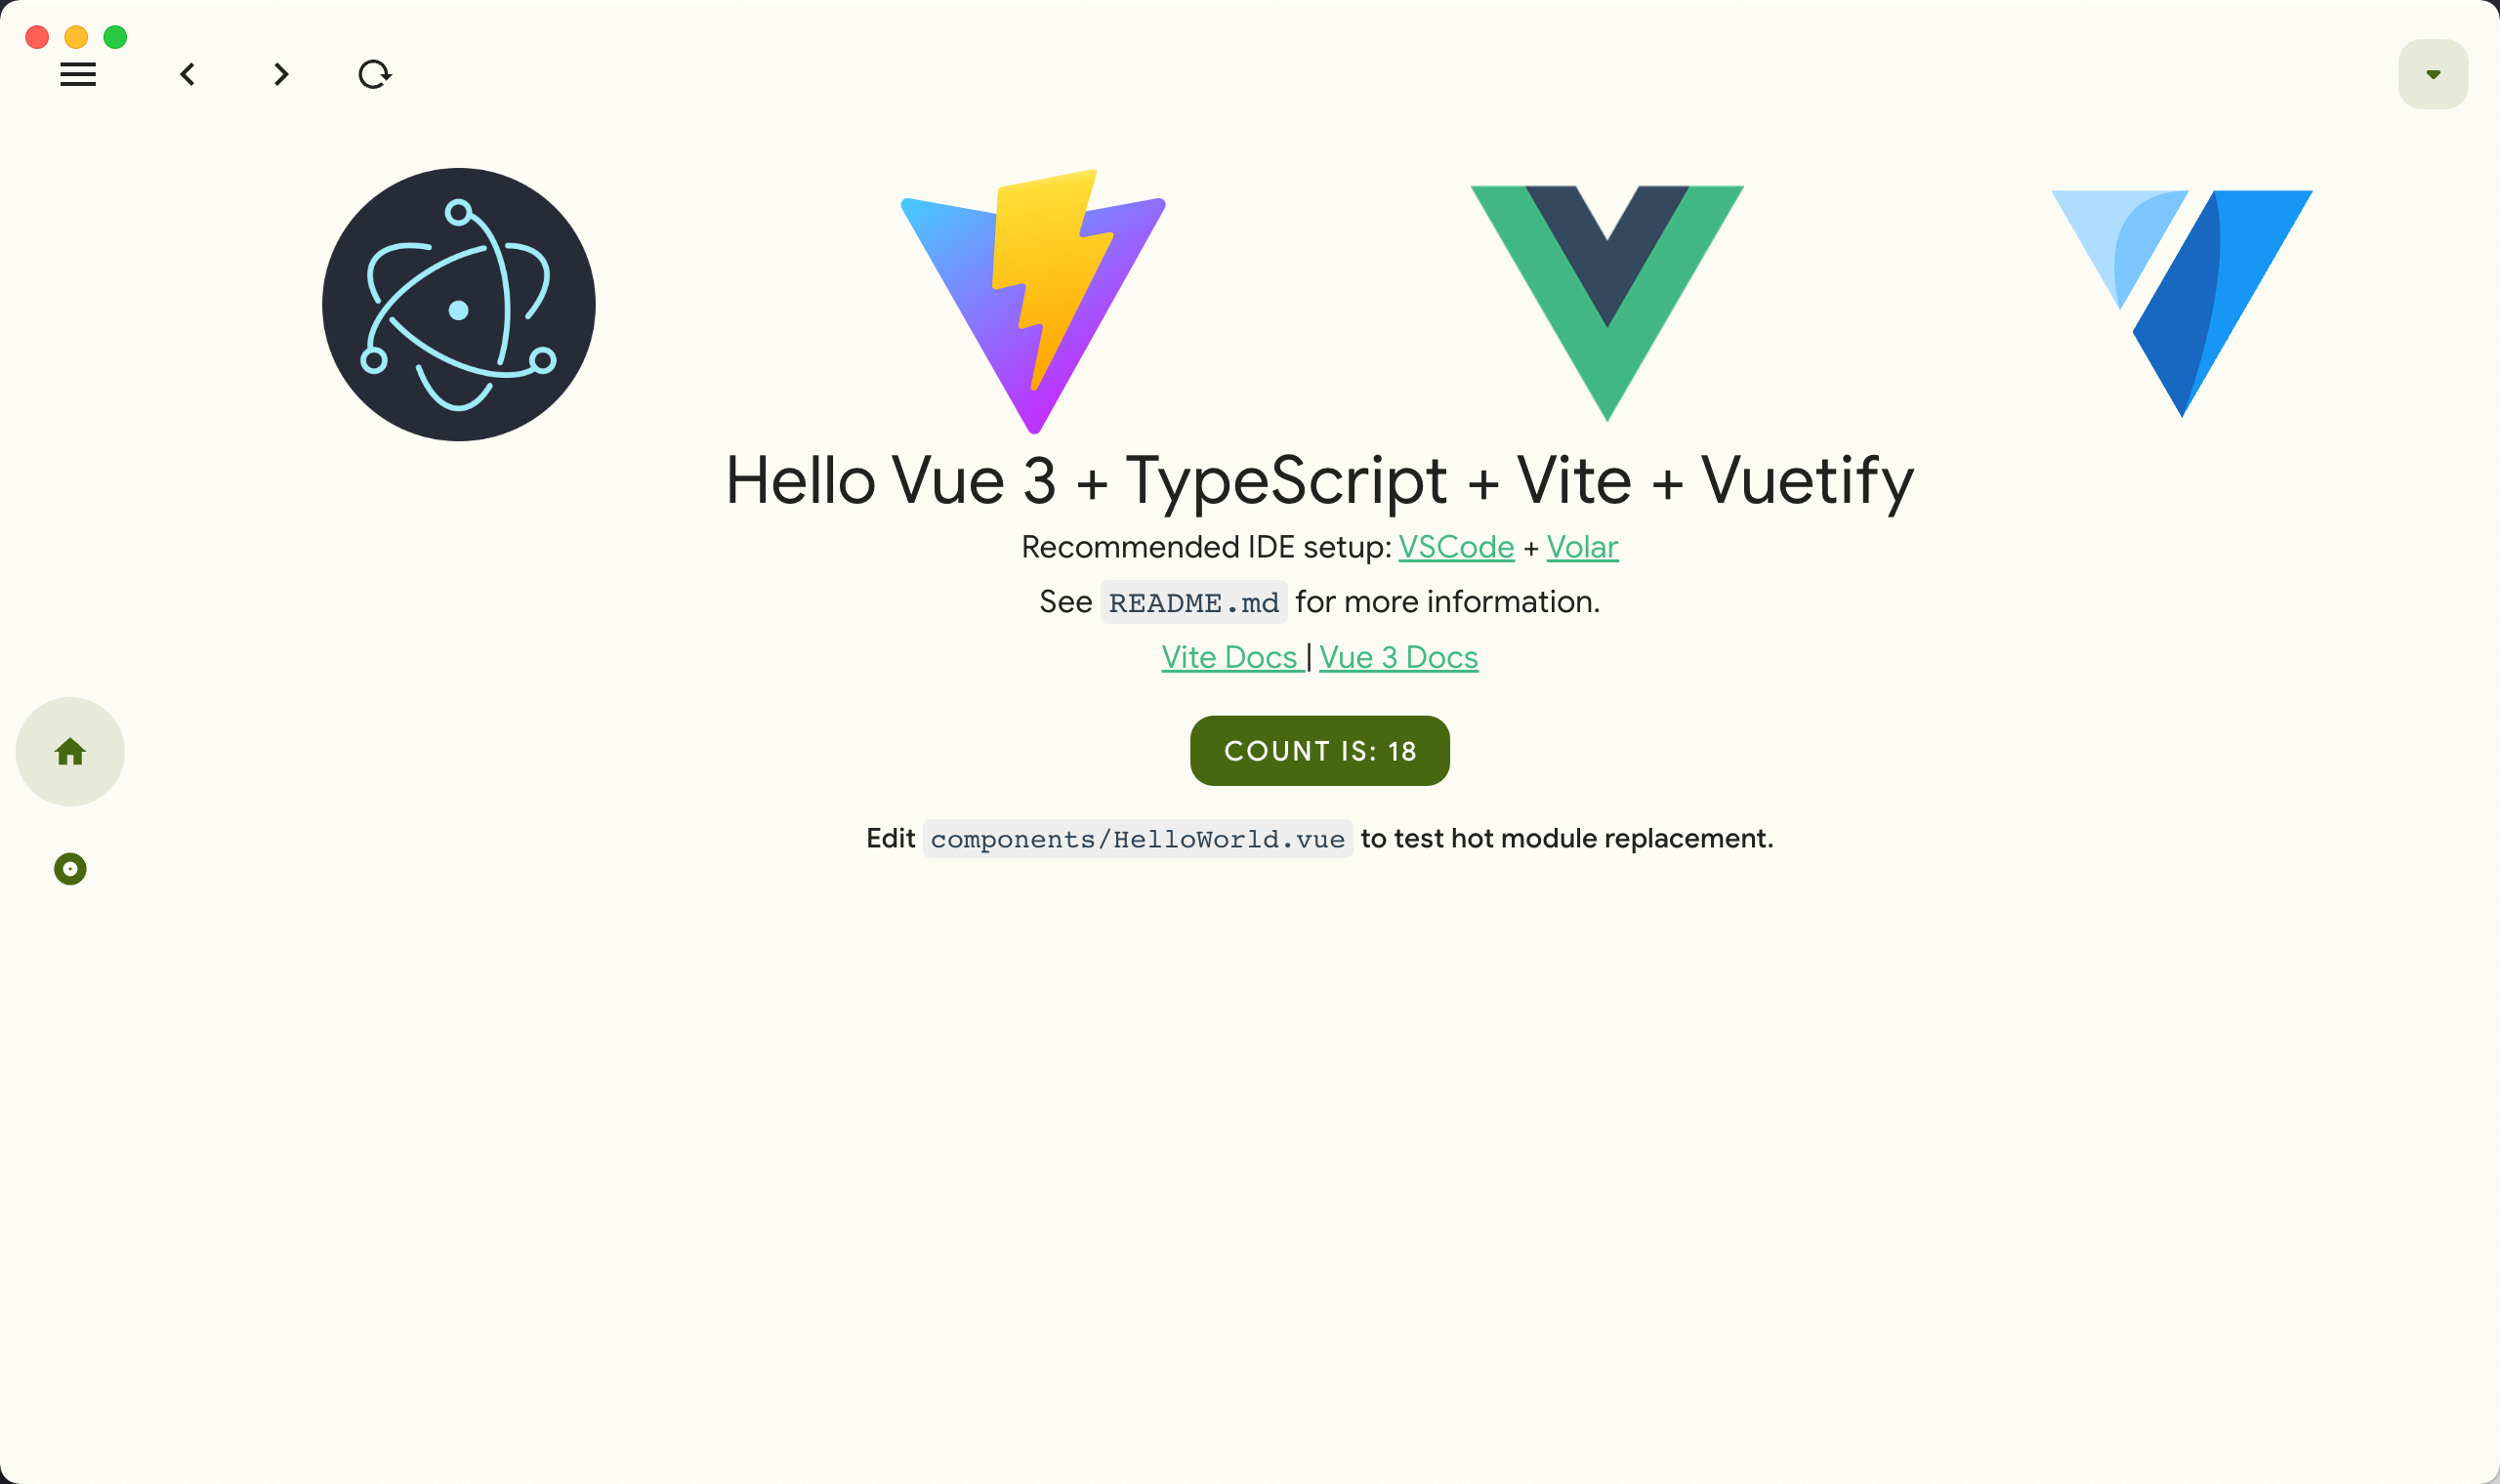 Hello Vue 3 + TypeScript + Vite + Vuetify
Recommended IDE setup: VSCode + Volar
See README.md for more information.
Vite Docs | Vue 3 Docs
COUNT IS: 18
Edit components/HelloWorld.vue to test hot module replacement.